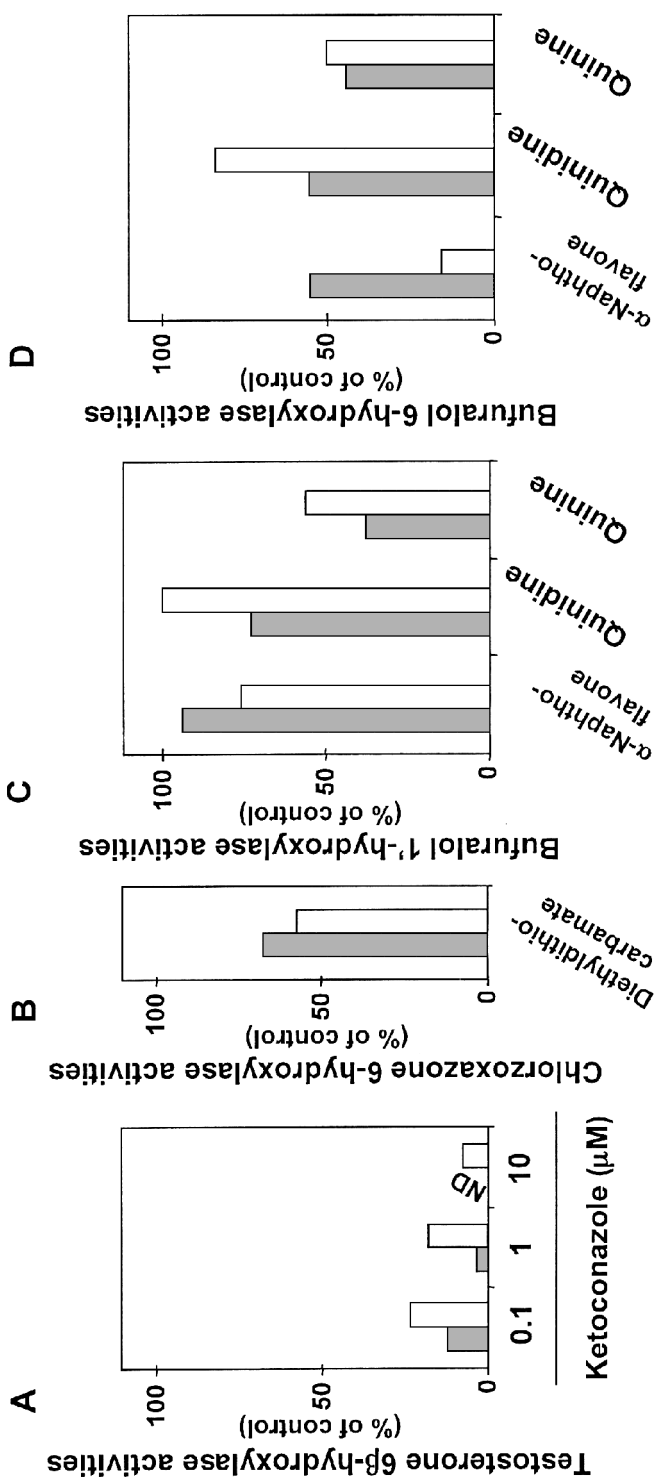 A
Testosterone 6β-hydroxylase activities
(% of control)
100
50
0
ND
0.1 1 10
Ketoconazole (μM)
B
Chlorzoxazone 6-hydroxylase activities
(% of control)
100
50
0
Diethyldithio-
carbamate
C
Bufuralol 1'-hydroxylase activities
(% of control)
100
50
0
α-Naphtho-
flavone
Quinidine
Quinine
D
Bufuralol 6-hydroxylase activities
(% of control)
100
50
0
α-Naphtho-
flavone
Quinidine
Quinine